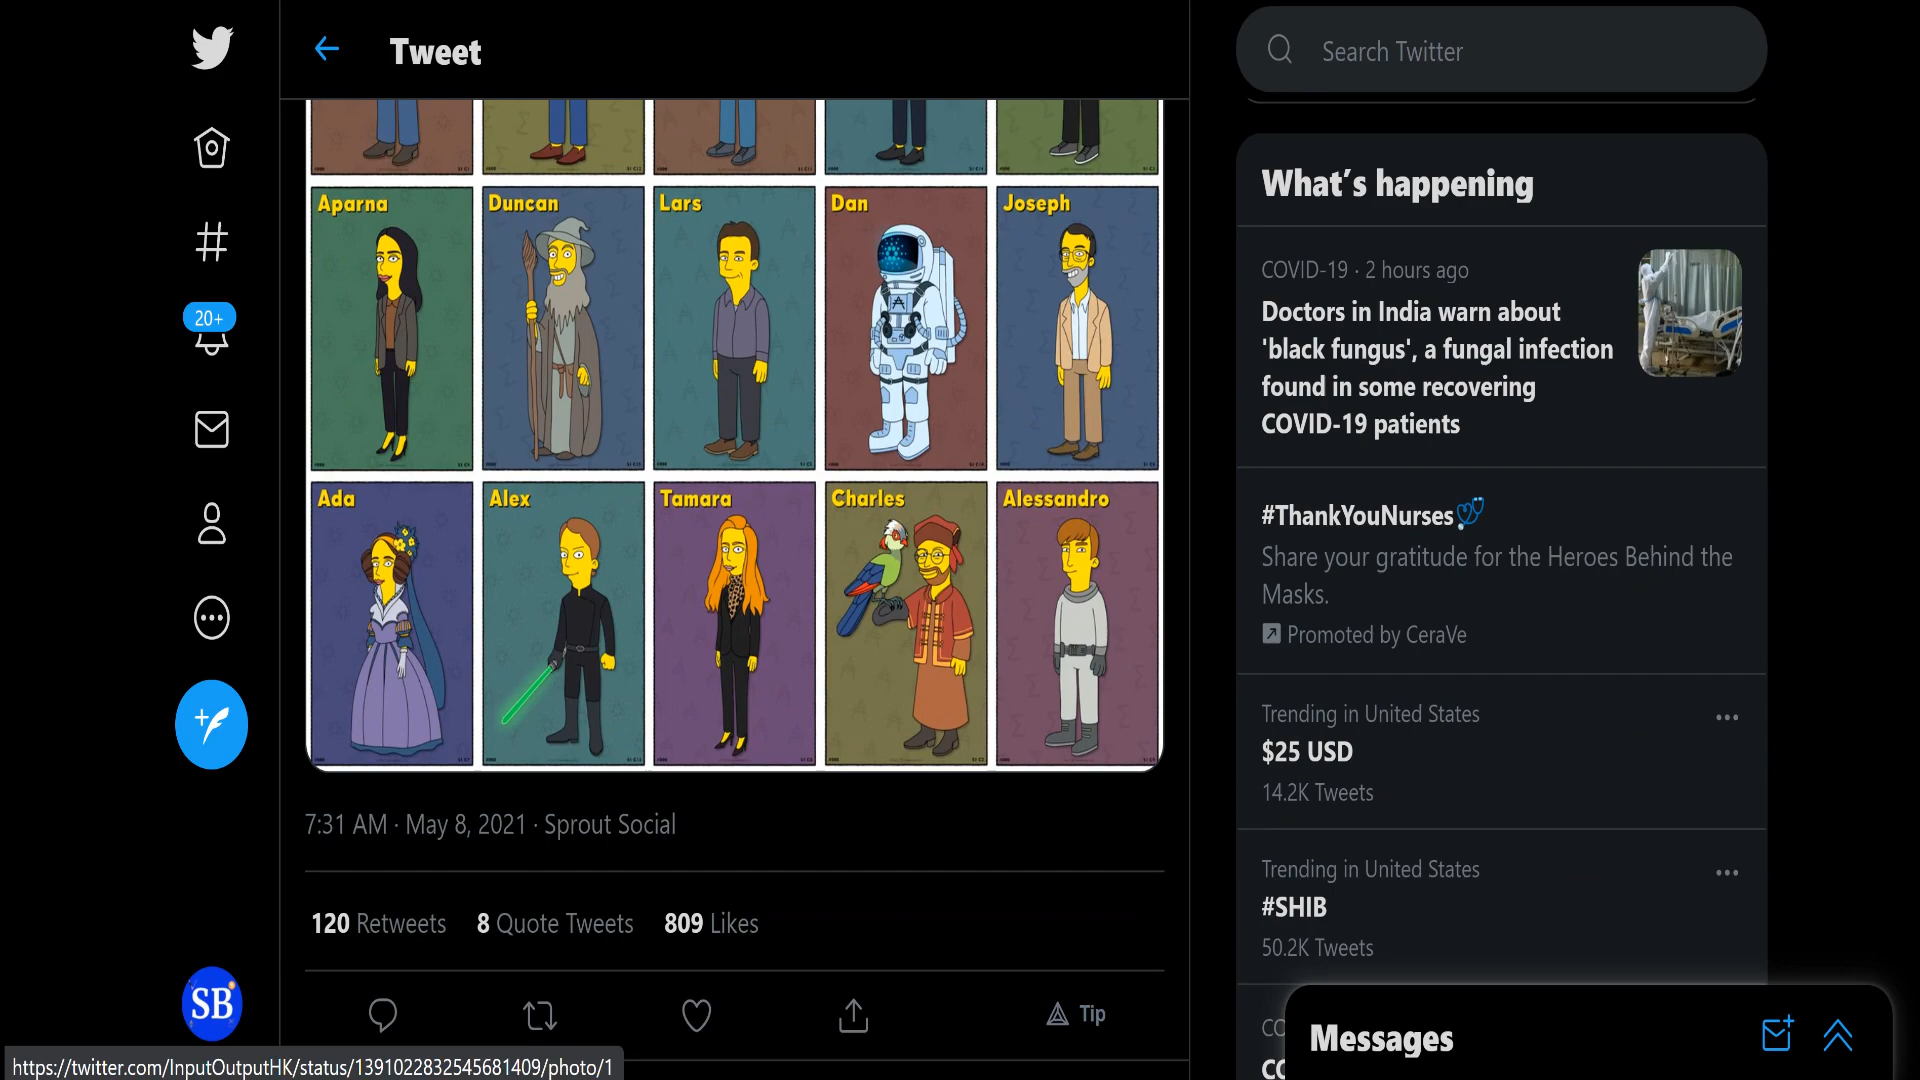 Tweet
Search Twitter
What's happening
Aparna
Duncan
Lars
Dan
Joseph
COVID-19 · 2 hours ago
Doctors in India warn about
'black fungus', a fungal infection
found in some recovering
COVID-19 patients
20+
Ada
Alex
Tamara
Charles
Alessandro
#ThankYouNurses
Share your gratitude for the Heroes Behind the
Masks.
Promoted by CeraVe
Trending in United States
$25 USD
14.2K Tweets
7:31 AM · May 8, 2021 · Sprout Social
Trending in United States
#SHIB
50.2K Tweets
120 Retweets 8 Quote Tweets 809 Likes
SB
Tip
Messages
https://twitter.com/InputOutputHK/status/1391022832545681409/photo/1